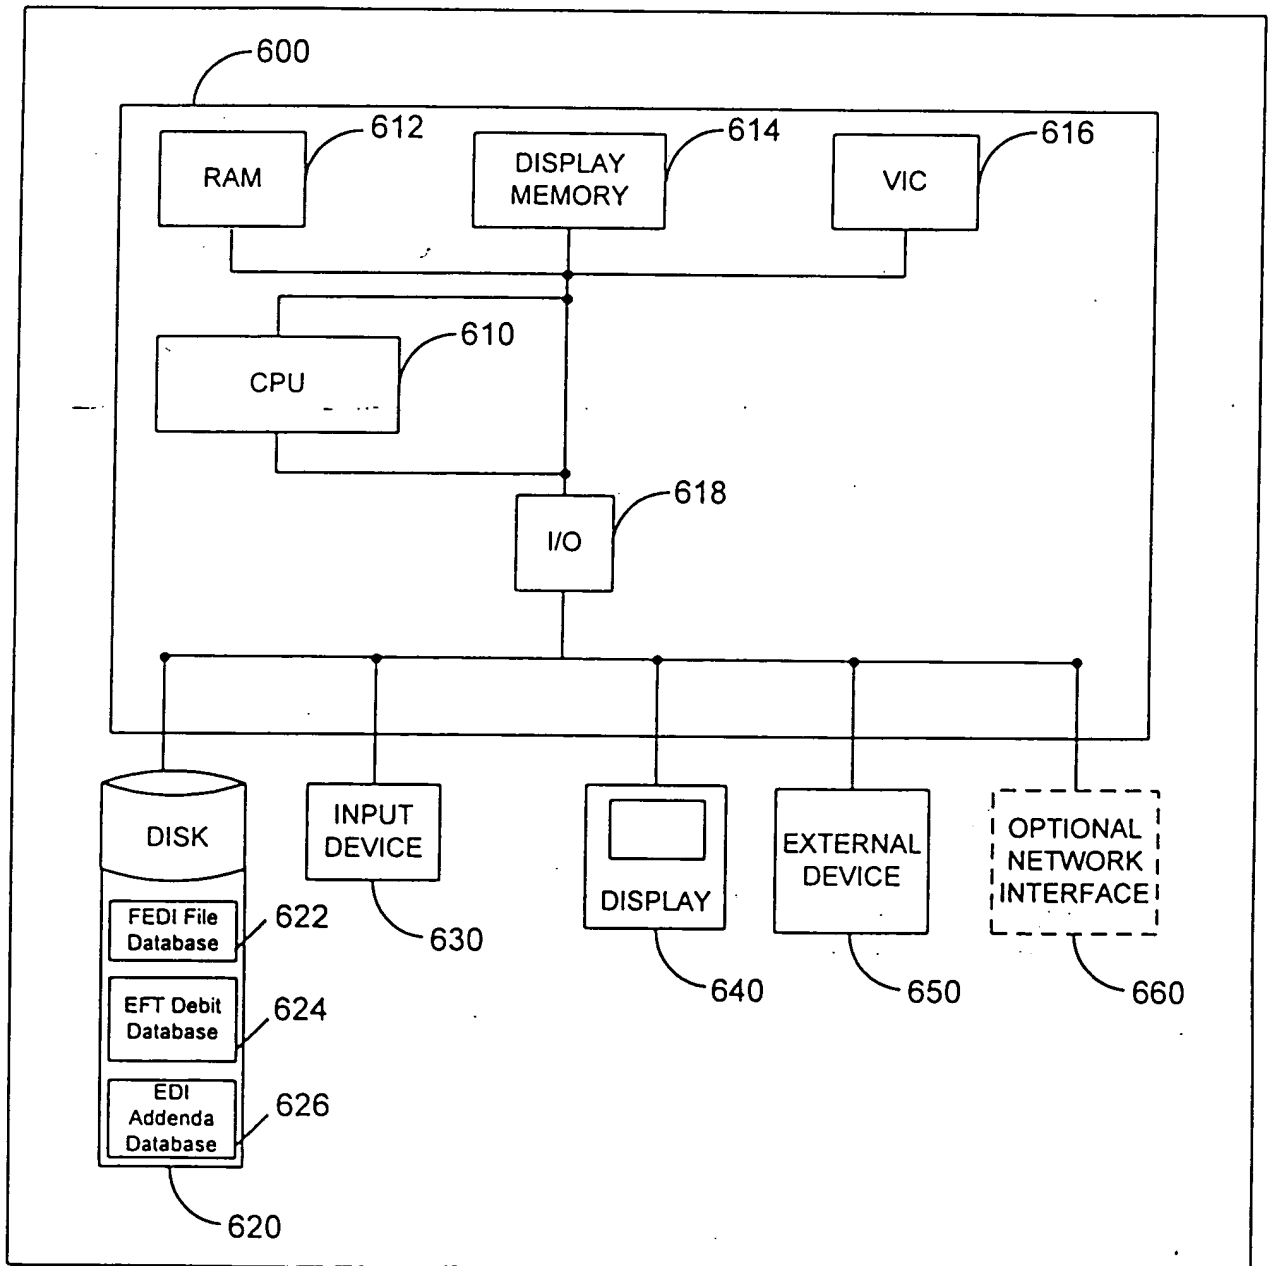 600
612
614
616
RAM
DISPLAY
MEMORY
VIC
610
CPU
618
I/O
DISK
INPUT
DEVICE
630
DISPLAY
640
EXTERNAL
DEVICE
650
OPTIONAL
NETWORK
INTERFACE
660
FEDI File
Database
622
EFT Debit
Database
624
EDI
Addenda
Database
626
620